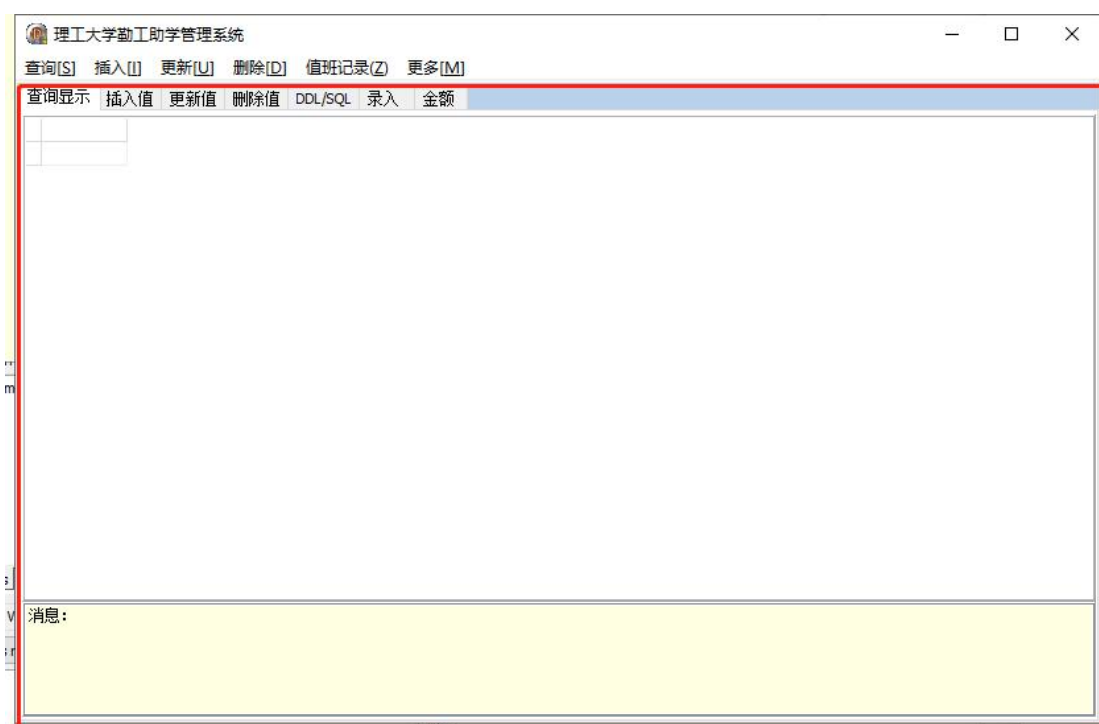 理工大学勤工助学管理系统
查询[S] 插入[I] 更新[U] 删除[D] 值班记录(Z) 更多[M]
查询显示 插入值 更新值 删除值 DDL/SQL 录入 金额
m
s
消息: